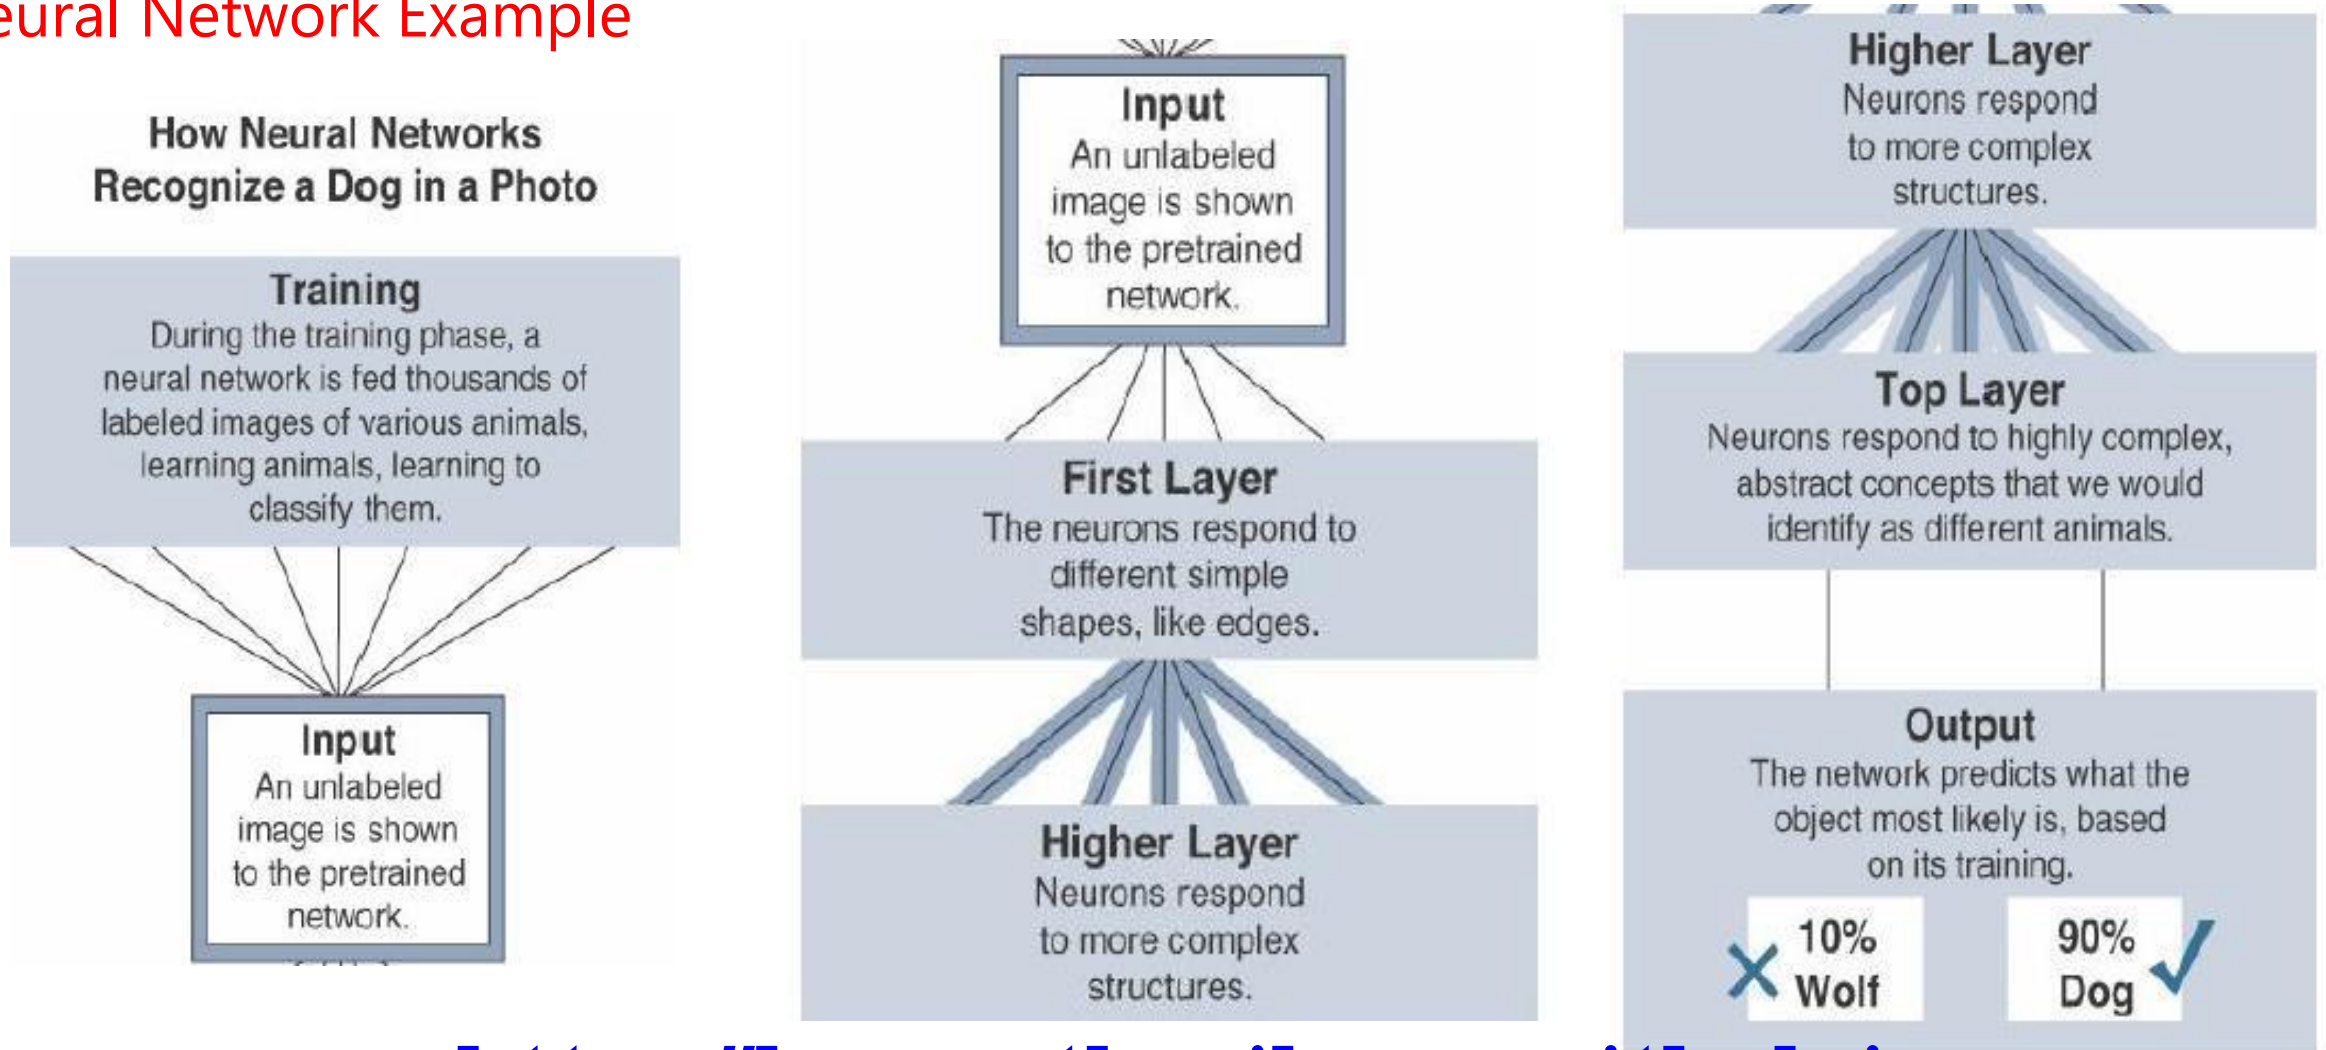 Neural Network Example
How Neural Networks
Recognize a Dog in a Photo
Training
During the training phase, a
neural network is fed thousands of
labeled images of various animals,
learning animals, learning to
classify them.
Input
An unlabeled
image is shown
to the pretrained
network.
Input
An unlabeled
image is shown
to the pretrained
network.
First Layer
The neurons respond to
different simple
shapes, like edges.
Higher Layer
Neurons respond
to more complex
structures.
Higher Layer
Neurons respond
to more complex
structures.
Top Layer
Neurons respond to highly complex,
abstract concepts that we would
identify as different animals.
Output
The network predicts what the
object most likely is, based
on its training.
10%
Wolf
90%
Dog